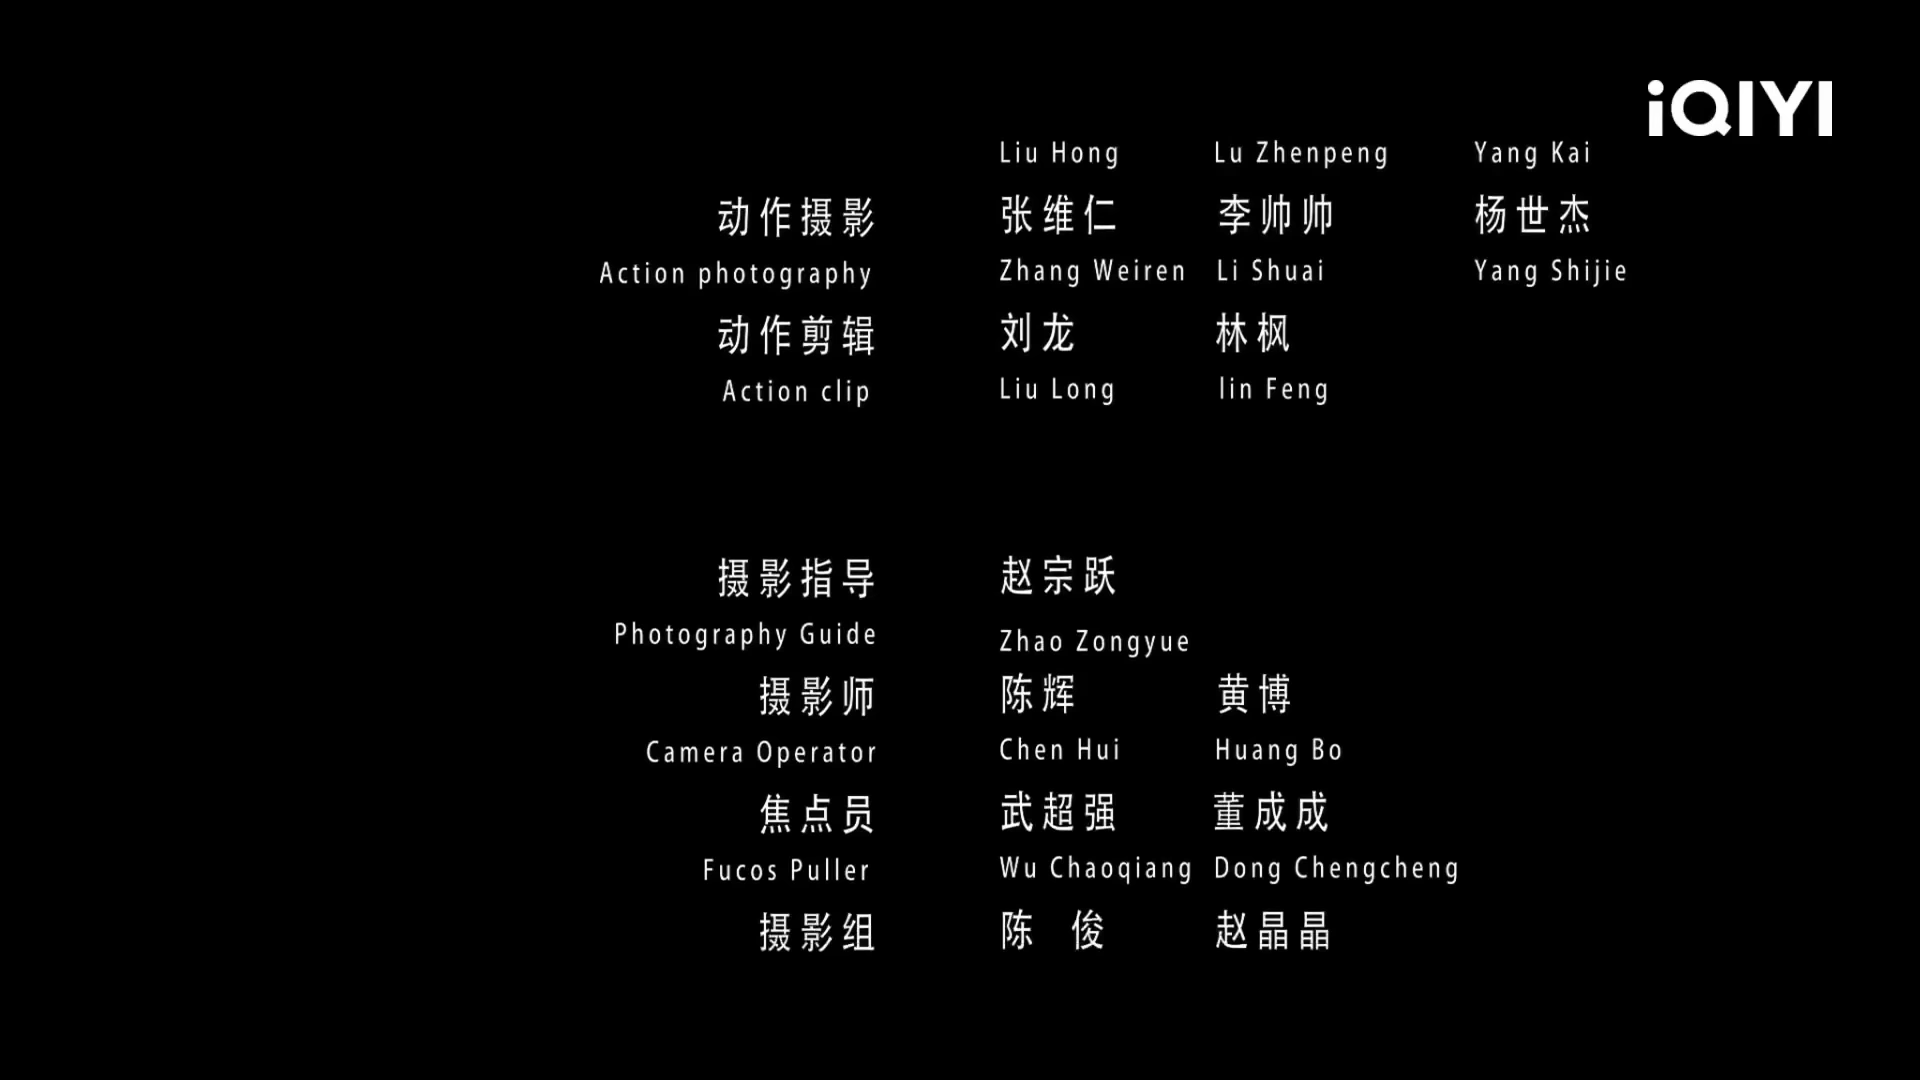 iQIYI
Liu Hong Lu Zhenpeng Yang Kai
动作摄影 张维仁 李帅帅 杨世杰
Action photography Zhang Weiren Li Shuai Yang Shijie
动作剪辑 刘龙 林枫
Action clip Liu Long lin Feng
摄影指导 赵宗跃
Photography Guide Zhao Zongyue
摄影师 陈辉 黄博
Camera Operator Chen Hui Huang Bo
焦点员 武超强 董成成
Fucos Puller Wu Chaoqiang Dong Chengcheng
摄影组 陈 俊 赵晶晶